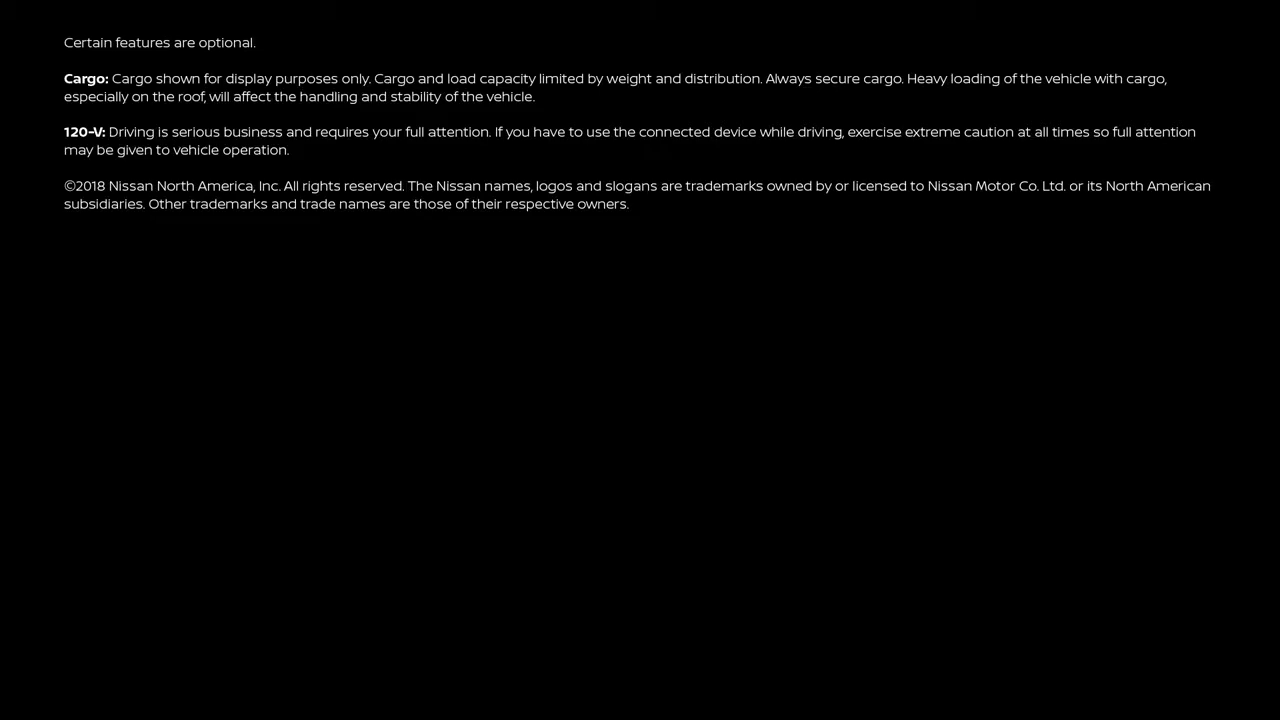 Certain features are optional.
Cargo: Cargo shown for display purposes only. Cargo and load capacity limited by weight and distribution. Always secure cargo. Heavy loading of the vehicle with cargo,
especially on the roof, will affect the handling and stability of the vehicle.
120-V: Driving is serious business and requires your full attention. If you have to use the connected device while driving, exercise extreme caution at all times so full attention
may be given to vehicle operation.
©2018 Nissan North America, Inc. All rights reserved. The Nissan names, logos and slogans are trademarks owned by or licensed to Nissan Motor Co. Ltd. or its North American
subsidiaries. Other trademarks and trade names are those of their respective owners.